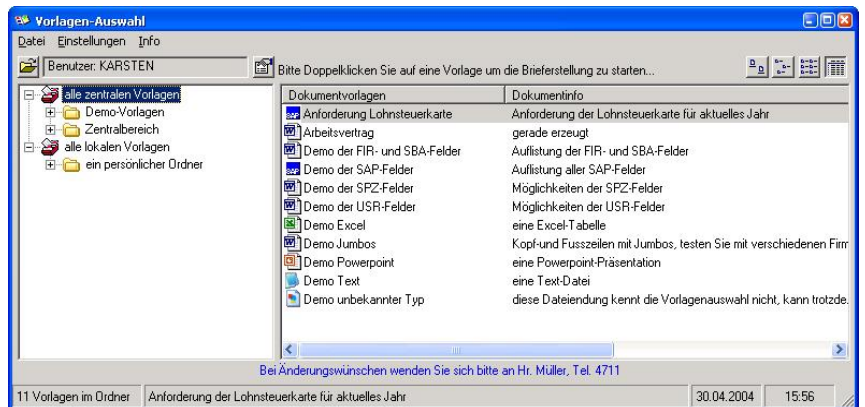 Vorlagen-Auswahl
Datei Einstellungen Info
Benutzer: KARSTEN Bitte Doppelklicken Sie auf eine Vorlage um die Brieferstellung zu starten...
alle zentralen Vorlagen
Demo-Vorlagen
Zentralbereich
alle lokalen Vorlagen
ein persönlicher Ordner
Dokumentvorlagen Dokumentinfo
Anforderung Lohnsteuerkarte Anforderung der Lohnsteuerkarte für aktuelles Jahr
Arbeitsvertrag gerade erzeugt
Demo der FIR- und SBA-Felder Auflistung der FIR- und SBA-Felder
Demo der SAP-Felder Auflistung aller SAP-Felder
Demo der SPZ-Felder Möglichkeiten der SPZ-Felder
Demo der USR-Felder Möglichkeiten der USR-Felder
Demo Excel eine Excel-Tabelle
Demo Jumbos Kopf-und Fusszeilen mit Jumbos, testen Sie mit verschiedenen Firm
Demo Powerpoint eine Powerpoint-Präsentation
Demo Text eine Text-Datei
Demo unbekannter Typ diese Dateiendung kennt die Vorlagenauswahl nicht, kann trotzde...
Bei Änderungswünschen wenden Sie sich bitte an Hr. Müller, Tel. 4711
11 Vorlagen im Ordner Anforderung der Lohnsteuerkarte für aktuelles Jahr 30.04.2004 15:56